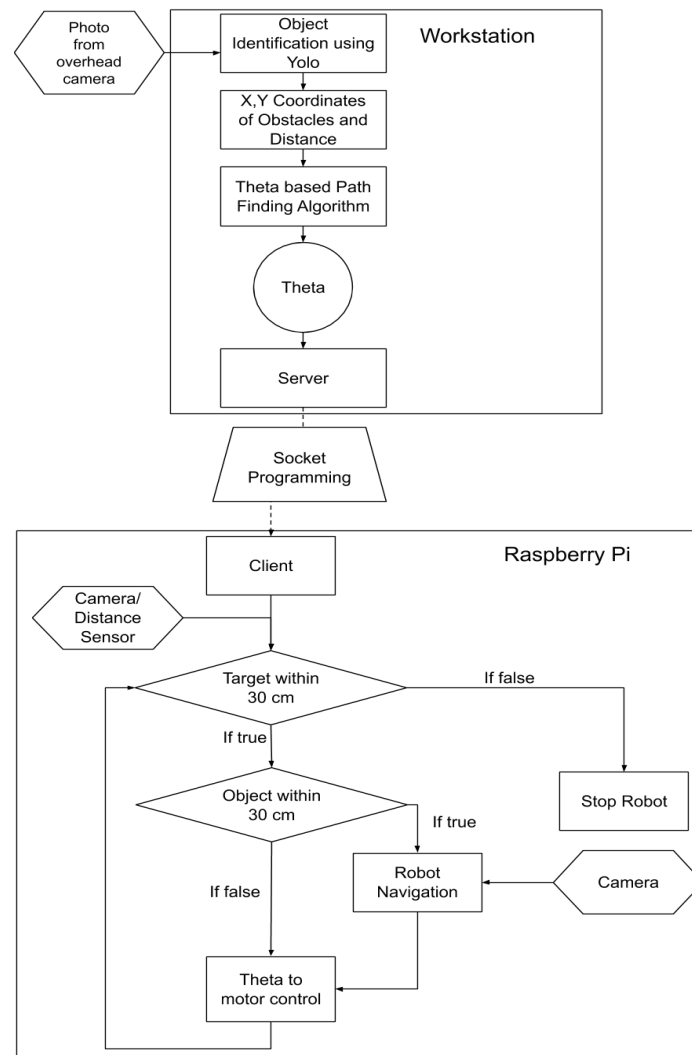 Photo
from
overhead
camera
Object
Identification using
Yolo
Workstation
X,Y Coordinates
of Obstacles and
Distance
Theta based Path
Finding Algorithm
Theta
Server
Socket
Programming
Raspberry Pi
Client
Camera/
Distance
Sensor
Target within
30 cm
If false
If true
Object within
30 cm
Stop Robot
If true
If false
Robot
Navigation
Camera
Theta to
motor control